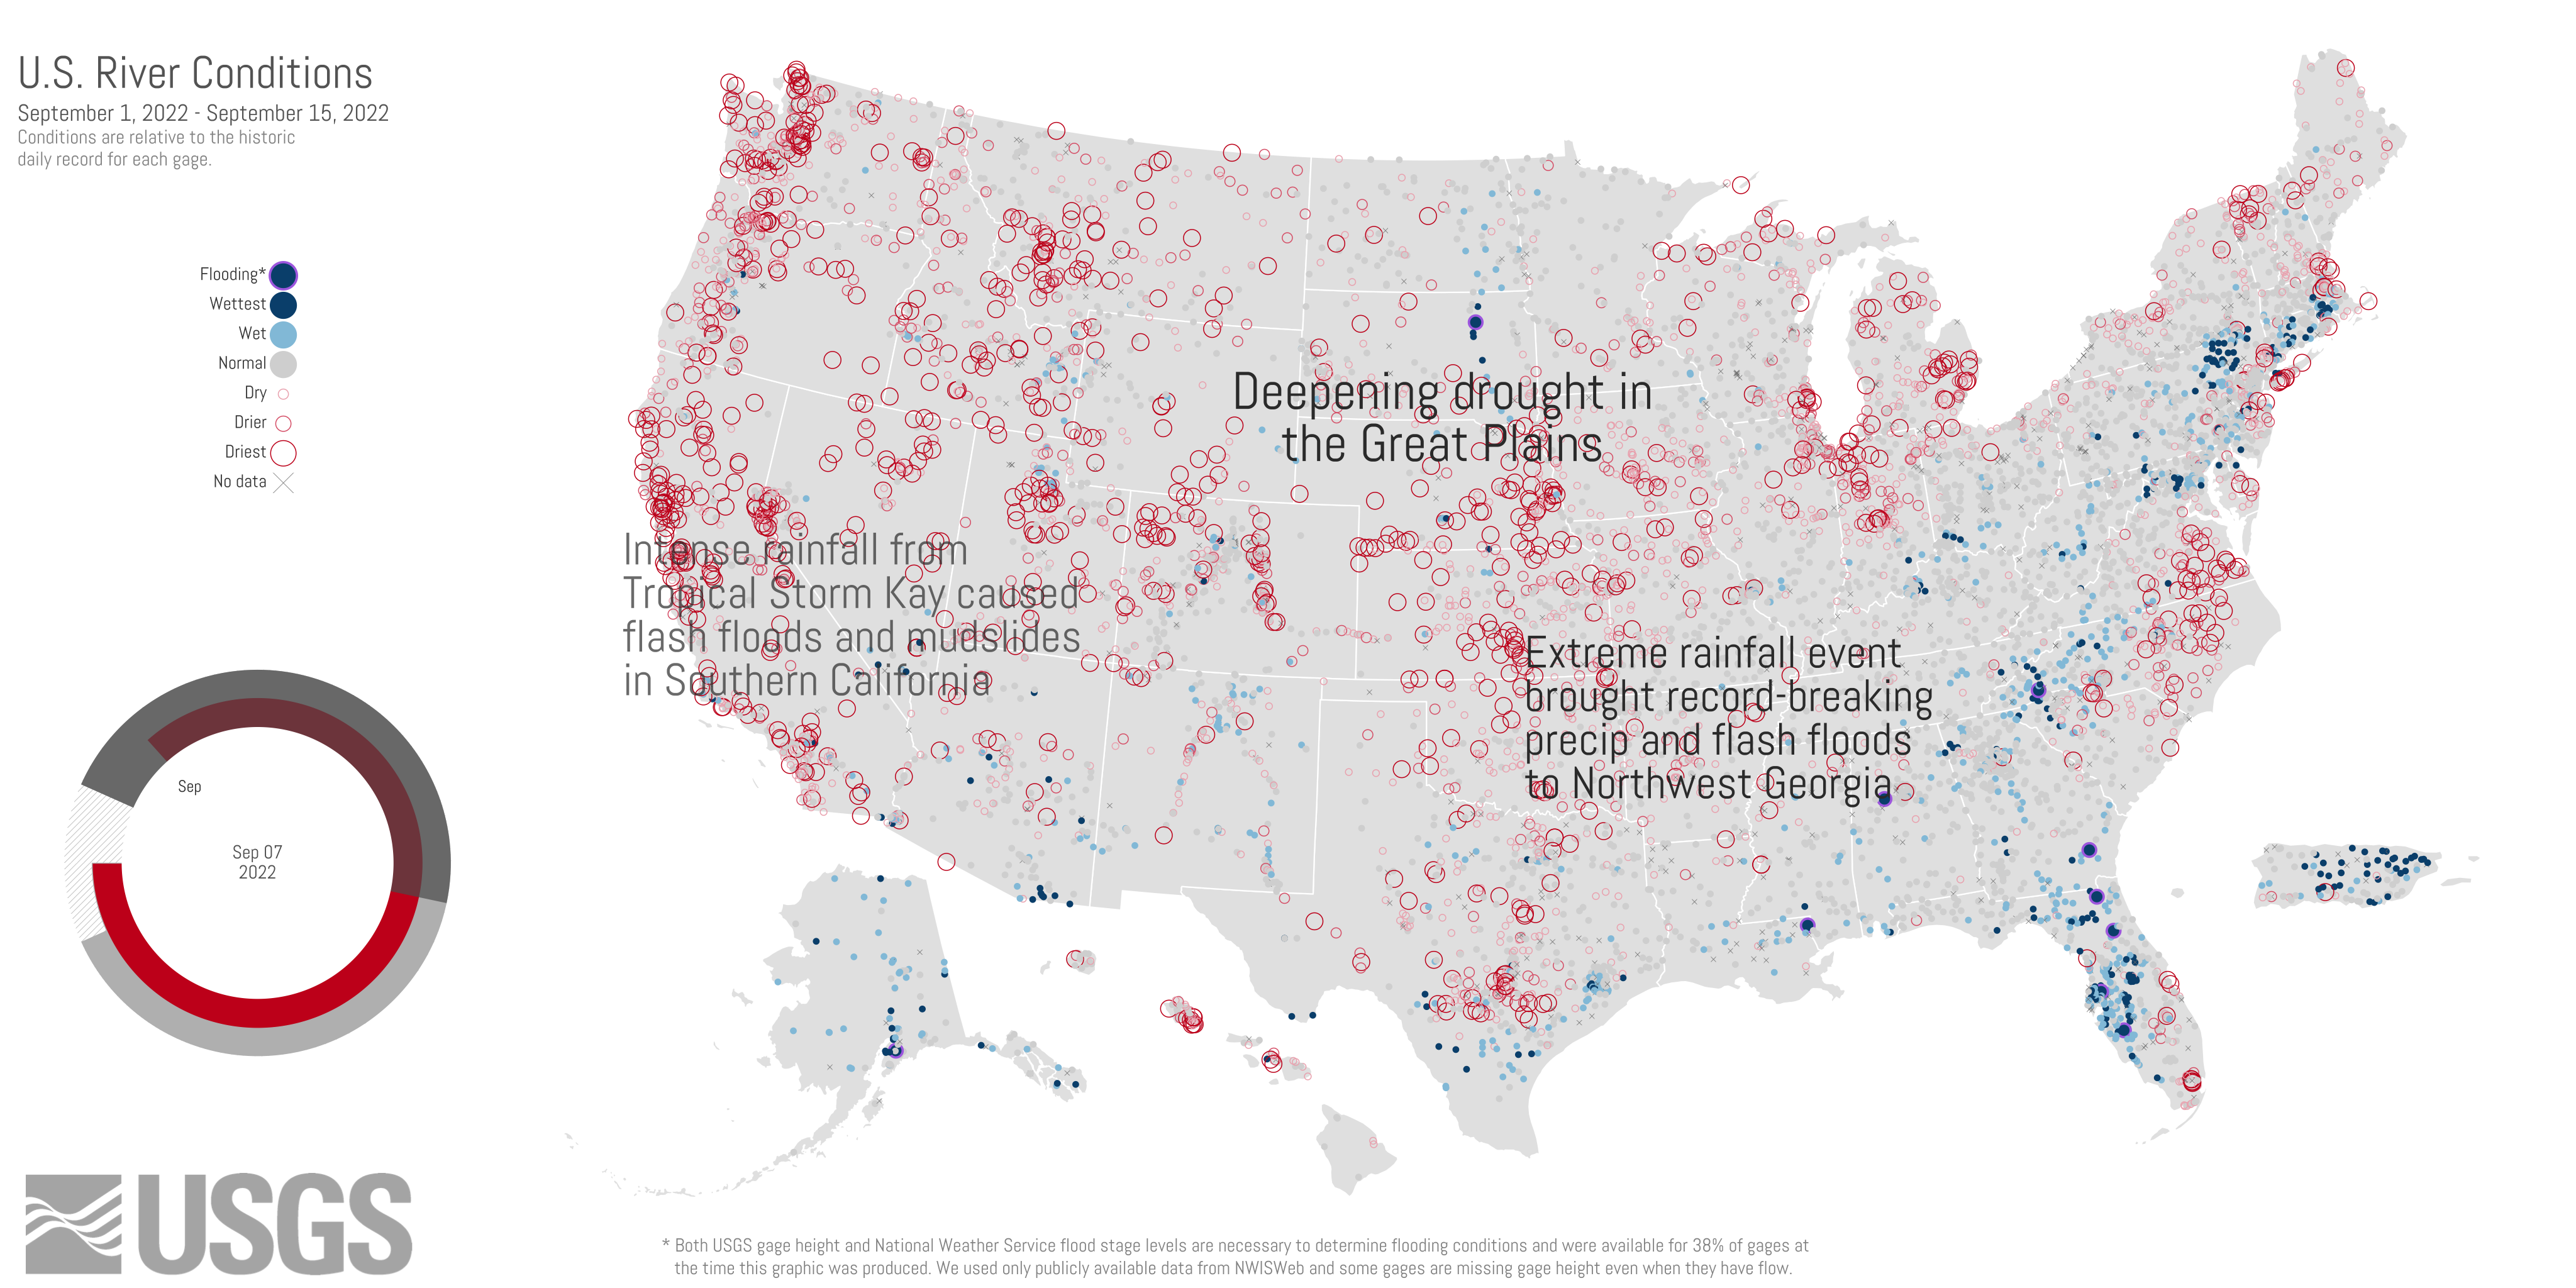 U.S. River Conditions
September 1, 2022 - September 15, 2022
Conditions are relative to the historic
daily record for each gage.
Flooding*
Wettest
Wet
Normal
Dry
Drier
Driest
No data
Deepening drought in
the Great Plains
Intense rainfall from
Tropical Storm Kay caused
flash floods and mudslides
in Southern California
Extreme rainfall event
brought record-breaking
precip and flash floods
to Northwest Georgia
Sep
Sep 07
2022
USGS
* Both USGS gage height and National Weather Service flood stage levels are necessary to determine flooding conditions and were available for 38% of gages at
the time this graphic was produced. We used only publicly available data from NWISWeb and some gages are missing gage height even when they have flow.